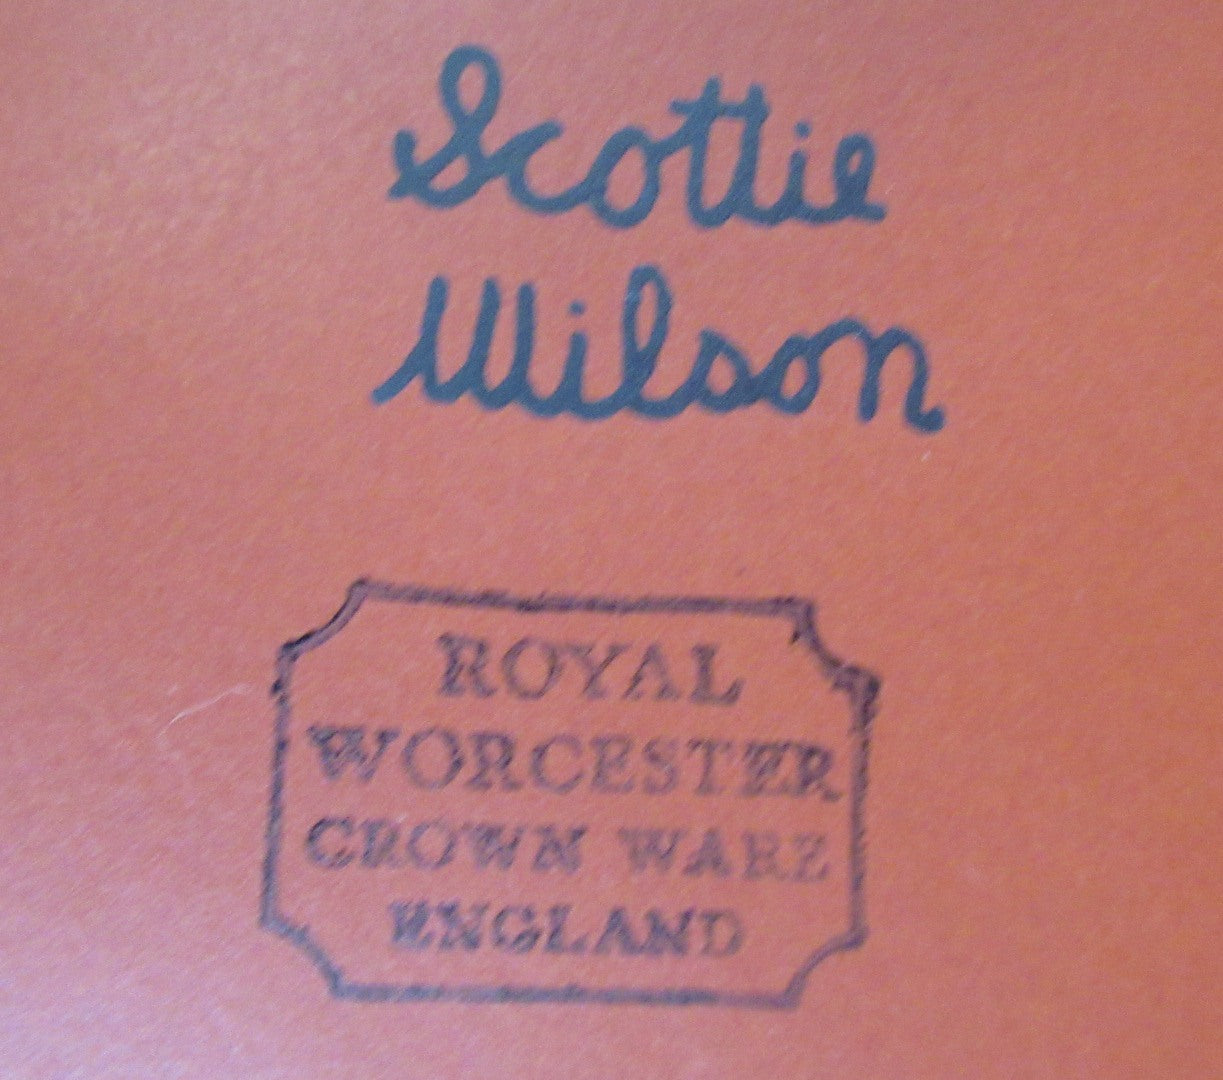 Scottie
Wilson
ROYAL
WORCESTER
CROWN WARE
ENGLAND